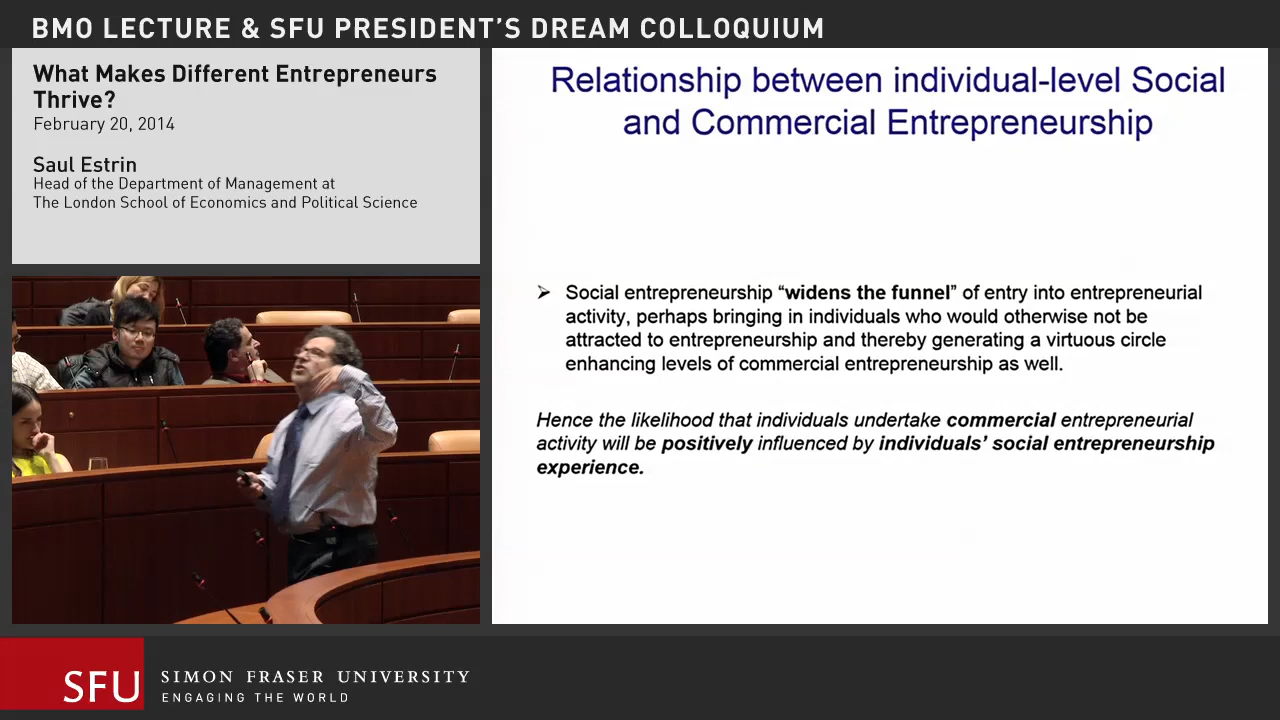 BMO LECTURE & SFU PRESIDENT'S DREAM COLLOQUIUM
What Makes Different Entrepreneurs
Thrive?
February 20, 2014
Saul Estrin
Head of the Department of Management at
The London School of Economics and Political Science
Relationship between individual-level Social
and Commercial Entrepreneurship
➢ Social entrepreneurship “widens the funnel” of entry into entrepreneurial
activity, perhaps bringing in individuals who would otherwise not be
attracted to entrepreneurship and thereby generating a virtuous circle
enhancing levels of commercial entrepreneurship as well.
Hence the likelihood that individuals undertake commercial entrepreneurial
activity will be positively influenced by individuals’ social entrepreneurship
experience.
SFU
SIMON FRASER UNIVERSITY
ENGAGING THE WORLD